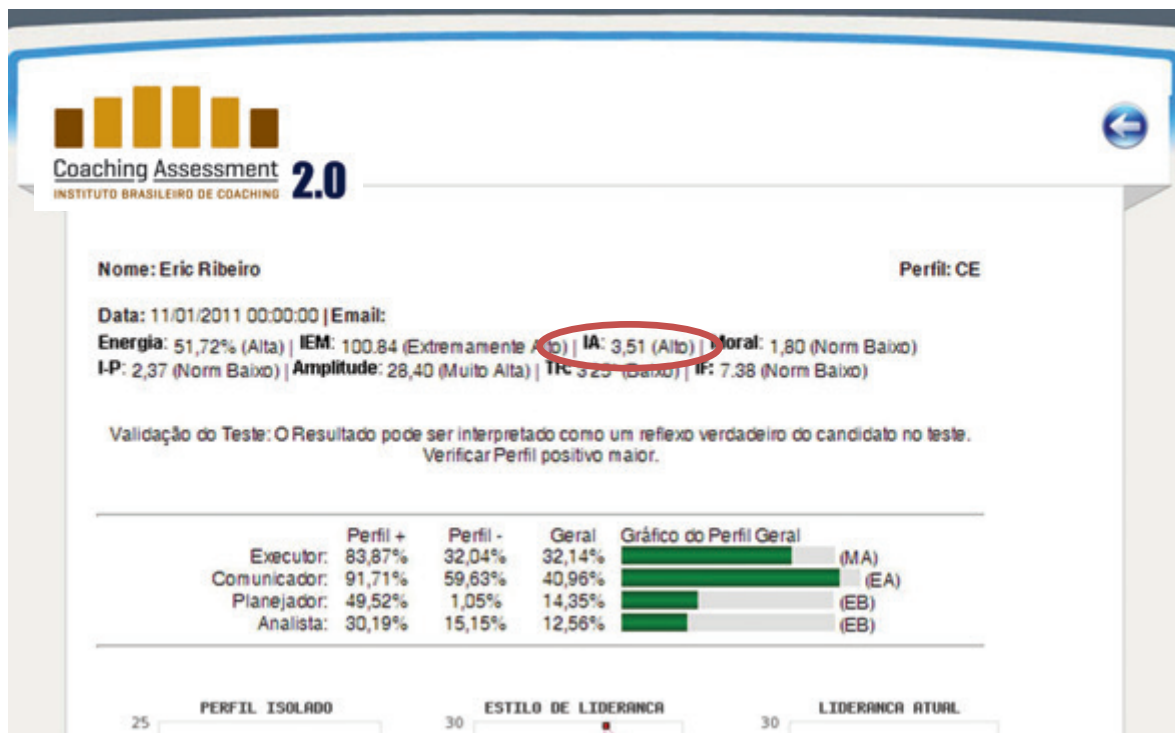 Coaching Assessment 2.0
INSTITUTO BRASILEIRO DE COACHING
Nome: Eric Ribeiro Perfil: CE
Data: 11/01/2011 00:00:00 | Email:
Energia: 51,72% (Alta) | IEM: 100.84 (Extremamente Alto) | IA: 3,51 (Alto) | Moral: 1,80 (Norm Baixo)
I-P: 2,37 (Norm Baixo) | Amplitude: 28,40 (Muito Alta) | (Baixo) | IF: 7.38 (Norm Baixo)
Validação do Teste: O Resultado pode ser interpretado como um reflexo verdadeiro do candidato no teste.
Verificar Perfil positivo maior.
Perfil + Perfil - Geral Gráfico do Perfil Geral
Executor: 83,87% 32,04% 32,14% (MA)
Comunicador: 91,71% 59,63% 40,96% (EA)
Planejador: 49,52% 1,05% 14,35% (EB)
Analista: 30,19% 15,15% 12,56% (EB)
PERFIL ISOLADO ESTILO DE LIDERANCA LIDERANCA ATUAL
25 30 30